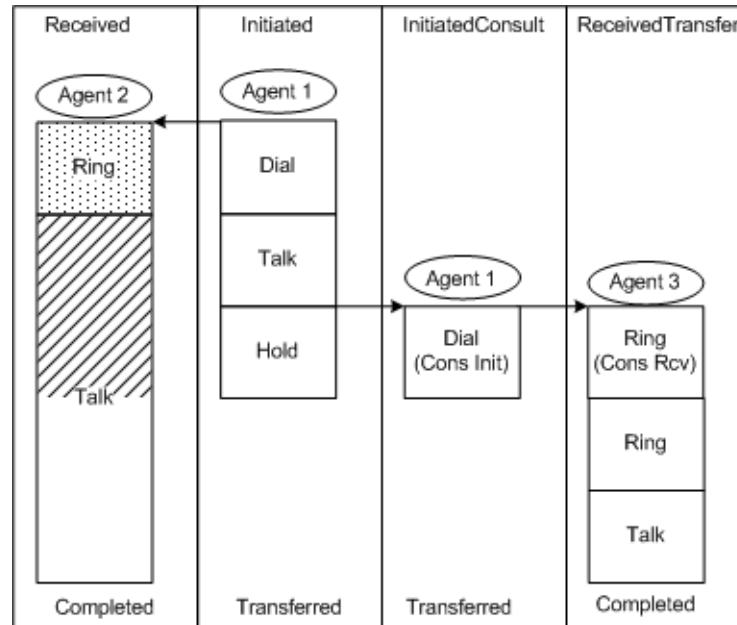 Received
Initiated
InitiatedConsult
ReceivedTransfer
Agent 2
Agent 1
Ring
Dial
Talk
Agent 1
Agent 3
Hold
Dial
(Cons Init)
Ring
(Cons Rcv)
Talk
Ring
Talk
Completed
Transferred
Transferred
Completed